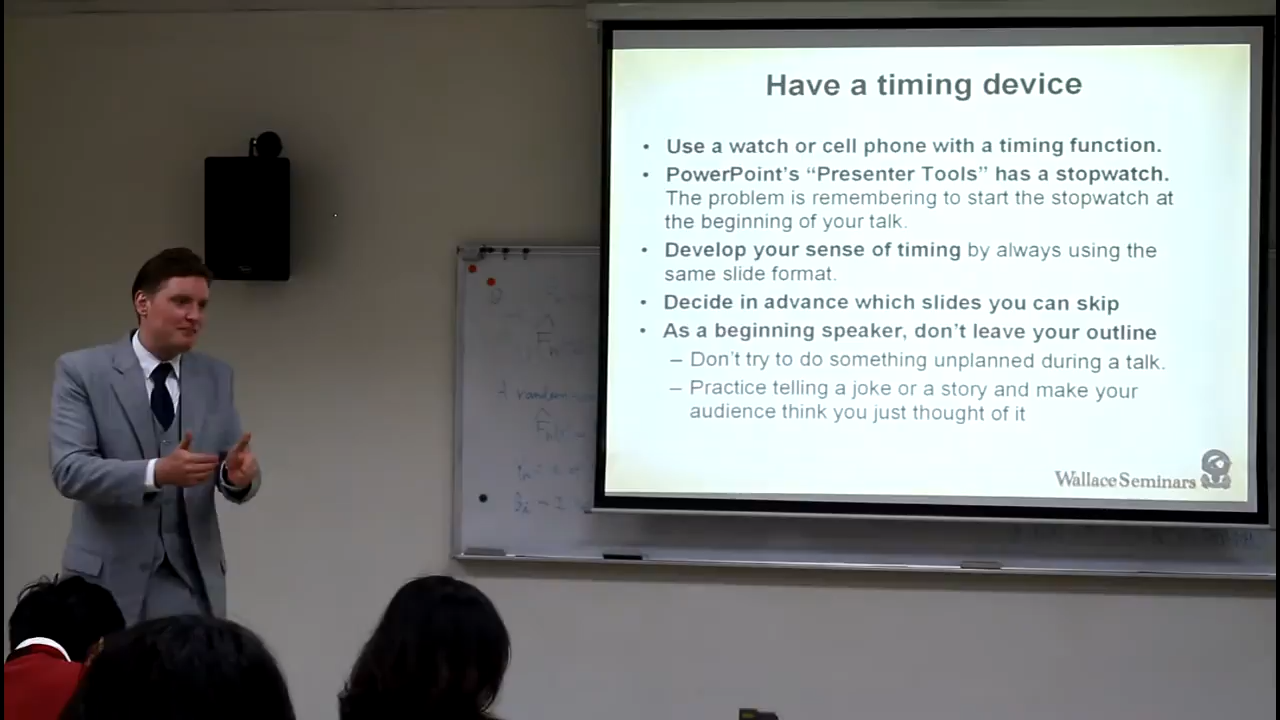 Have a timing device
• Use a watch or cell phone with a timing function.
• PowerPoint's “Presenter Tools” has a stopwatch.
The problem is remembering to start the stopwatch at
the beginning of your talk.
• Develop your sense of timing by always using the
same slide format.
• Decide in advance which slides you can skip
• As a beginning speaker, don't leave your outline
– Don't try to do something unplanned during a talk.
– Practice telling a joke or a story and make your
audience think you just thought of it
Wallace Seminars
A random